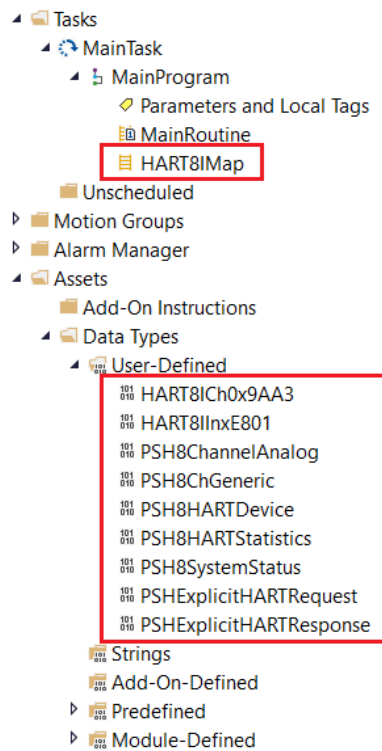 Tasks
MainTask
MainProgram
Parameters and Local Tags
MainRoutine
HART8IMap
Unscheduled
Motion Groups
Alarm Manager
Assets
Add-On Instructions
Data Types
User-Defined
HART8ICh0x9AA3
HART8IInxE801
PSH8ChannelAnalog
PSH8ChGeneric
PSH8HARTDevice
PSH8HARTStatistics
PSH8SystemStatus
PSHExplicitHARTRequest
PSHExplicitHARTResponse
Strings
Add-On-Defined
Predefined
Module-Defined